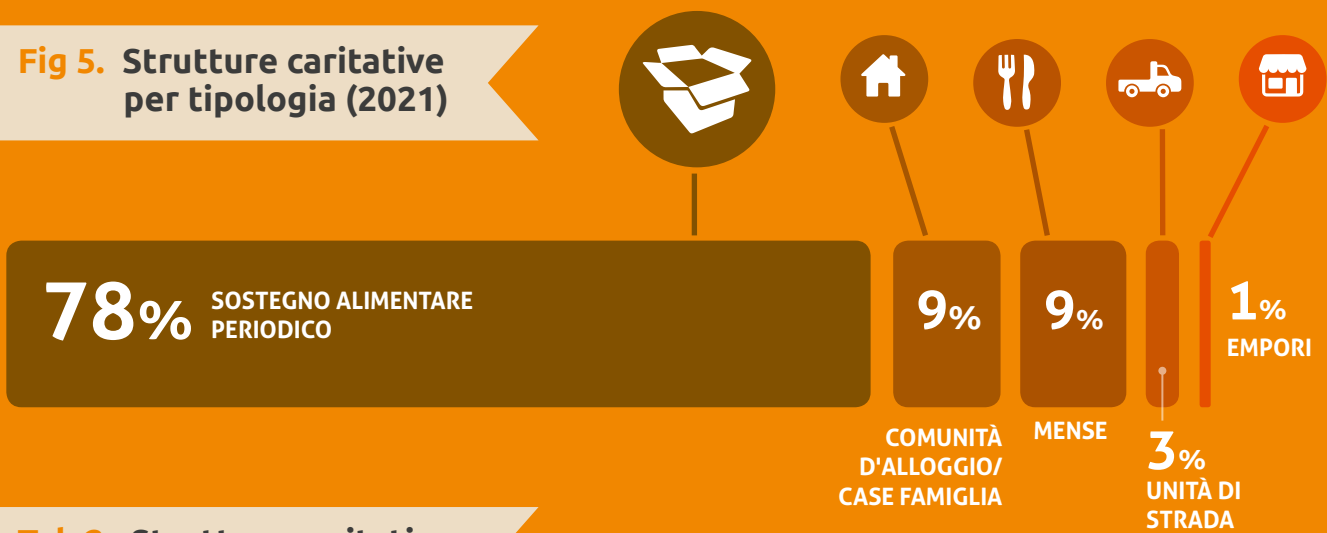 Fig 5. Strutture caritative
per tipologia (2021)
78% SOSTEGNO ALIMENTARE
PERIODICO
9%
COMUNITÀ
D'ALLOGGIO/
CASE FAMIGLIA
9%
MENSE
3%
UNITÀ DI
STRADA
1%
EMPORI